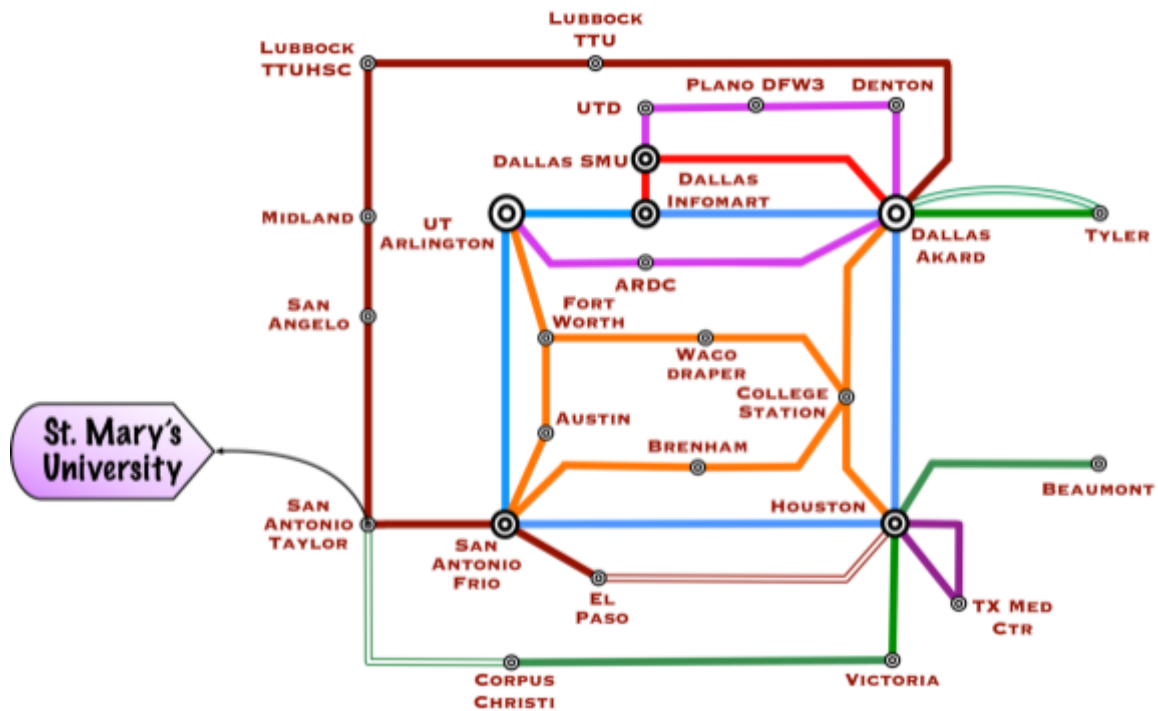 LUBBOCK
TTU
LUBBOCK
TTUHSC
PLANO DFW3
DENTON
UTD
DALLAS SMU
DALLAS
INFOMART
MIDLAND
UT
ARLINGTON
DALLAS
AKARD
TYLER
ARDC
SAN
ANGELO
FORT
WORTH
WACO
DRAPER
COLLEGE
STATION
St. Mary's
University
AUSTIN
BRENHAM
HOUSTON
BEAUMONT
SAN
ANTONIO
TAYLOR
SAN
ANTONIO
FRIO
EL
PASO
TX MED
CTR
CORPUS
CHRISTI
VICTORIA